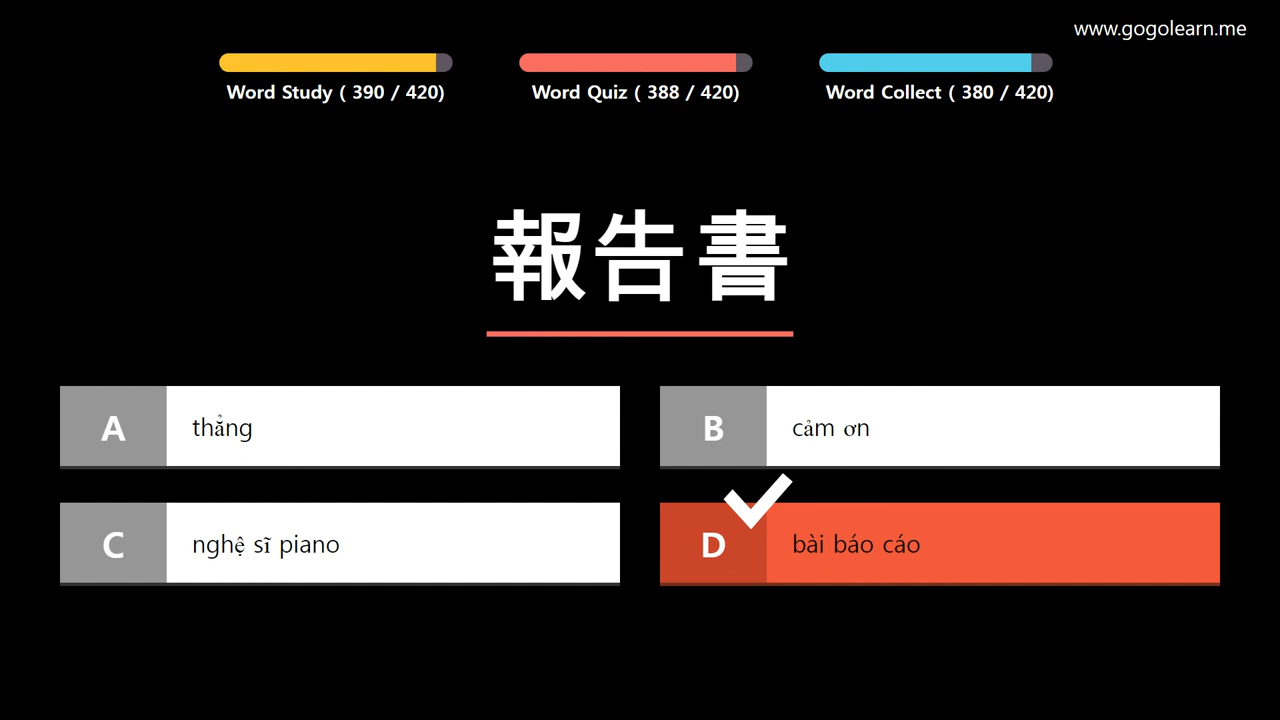 www.gogolearn.me
Word Study ( 390 / 420)
Word Quiz ( 388 / 420)
Word Collect ( 380 / 420)
報告書
A thẳng
B cảm ơn
C nghệ sĩ piano
D bài báo cáo